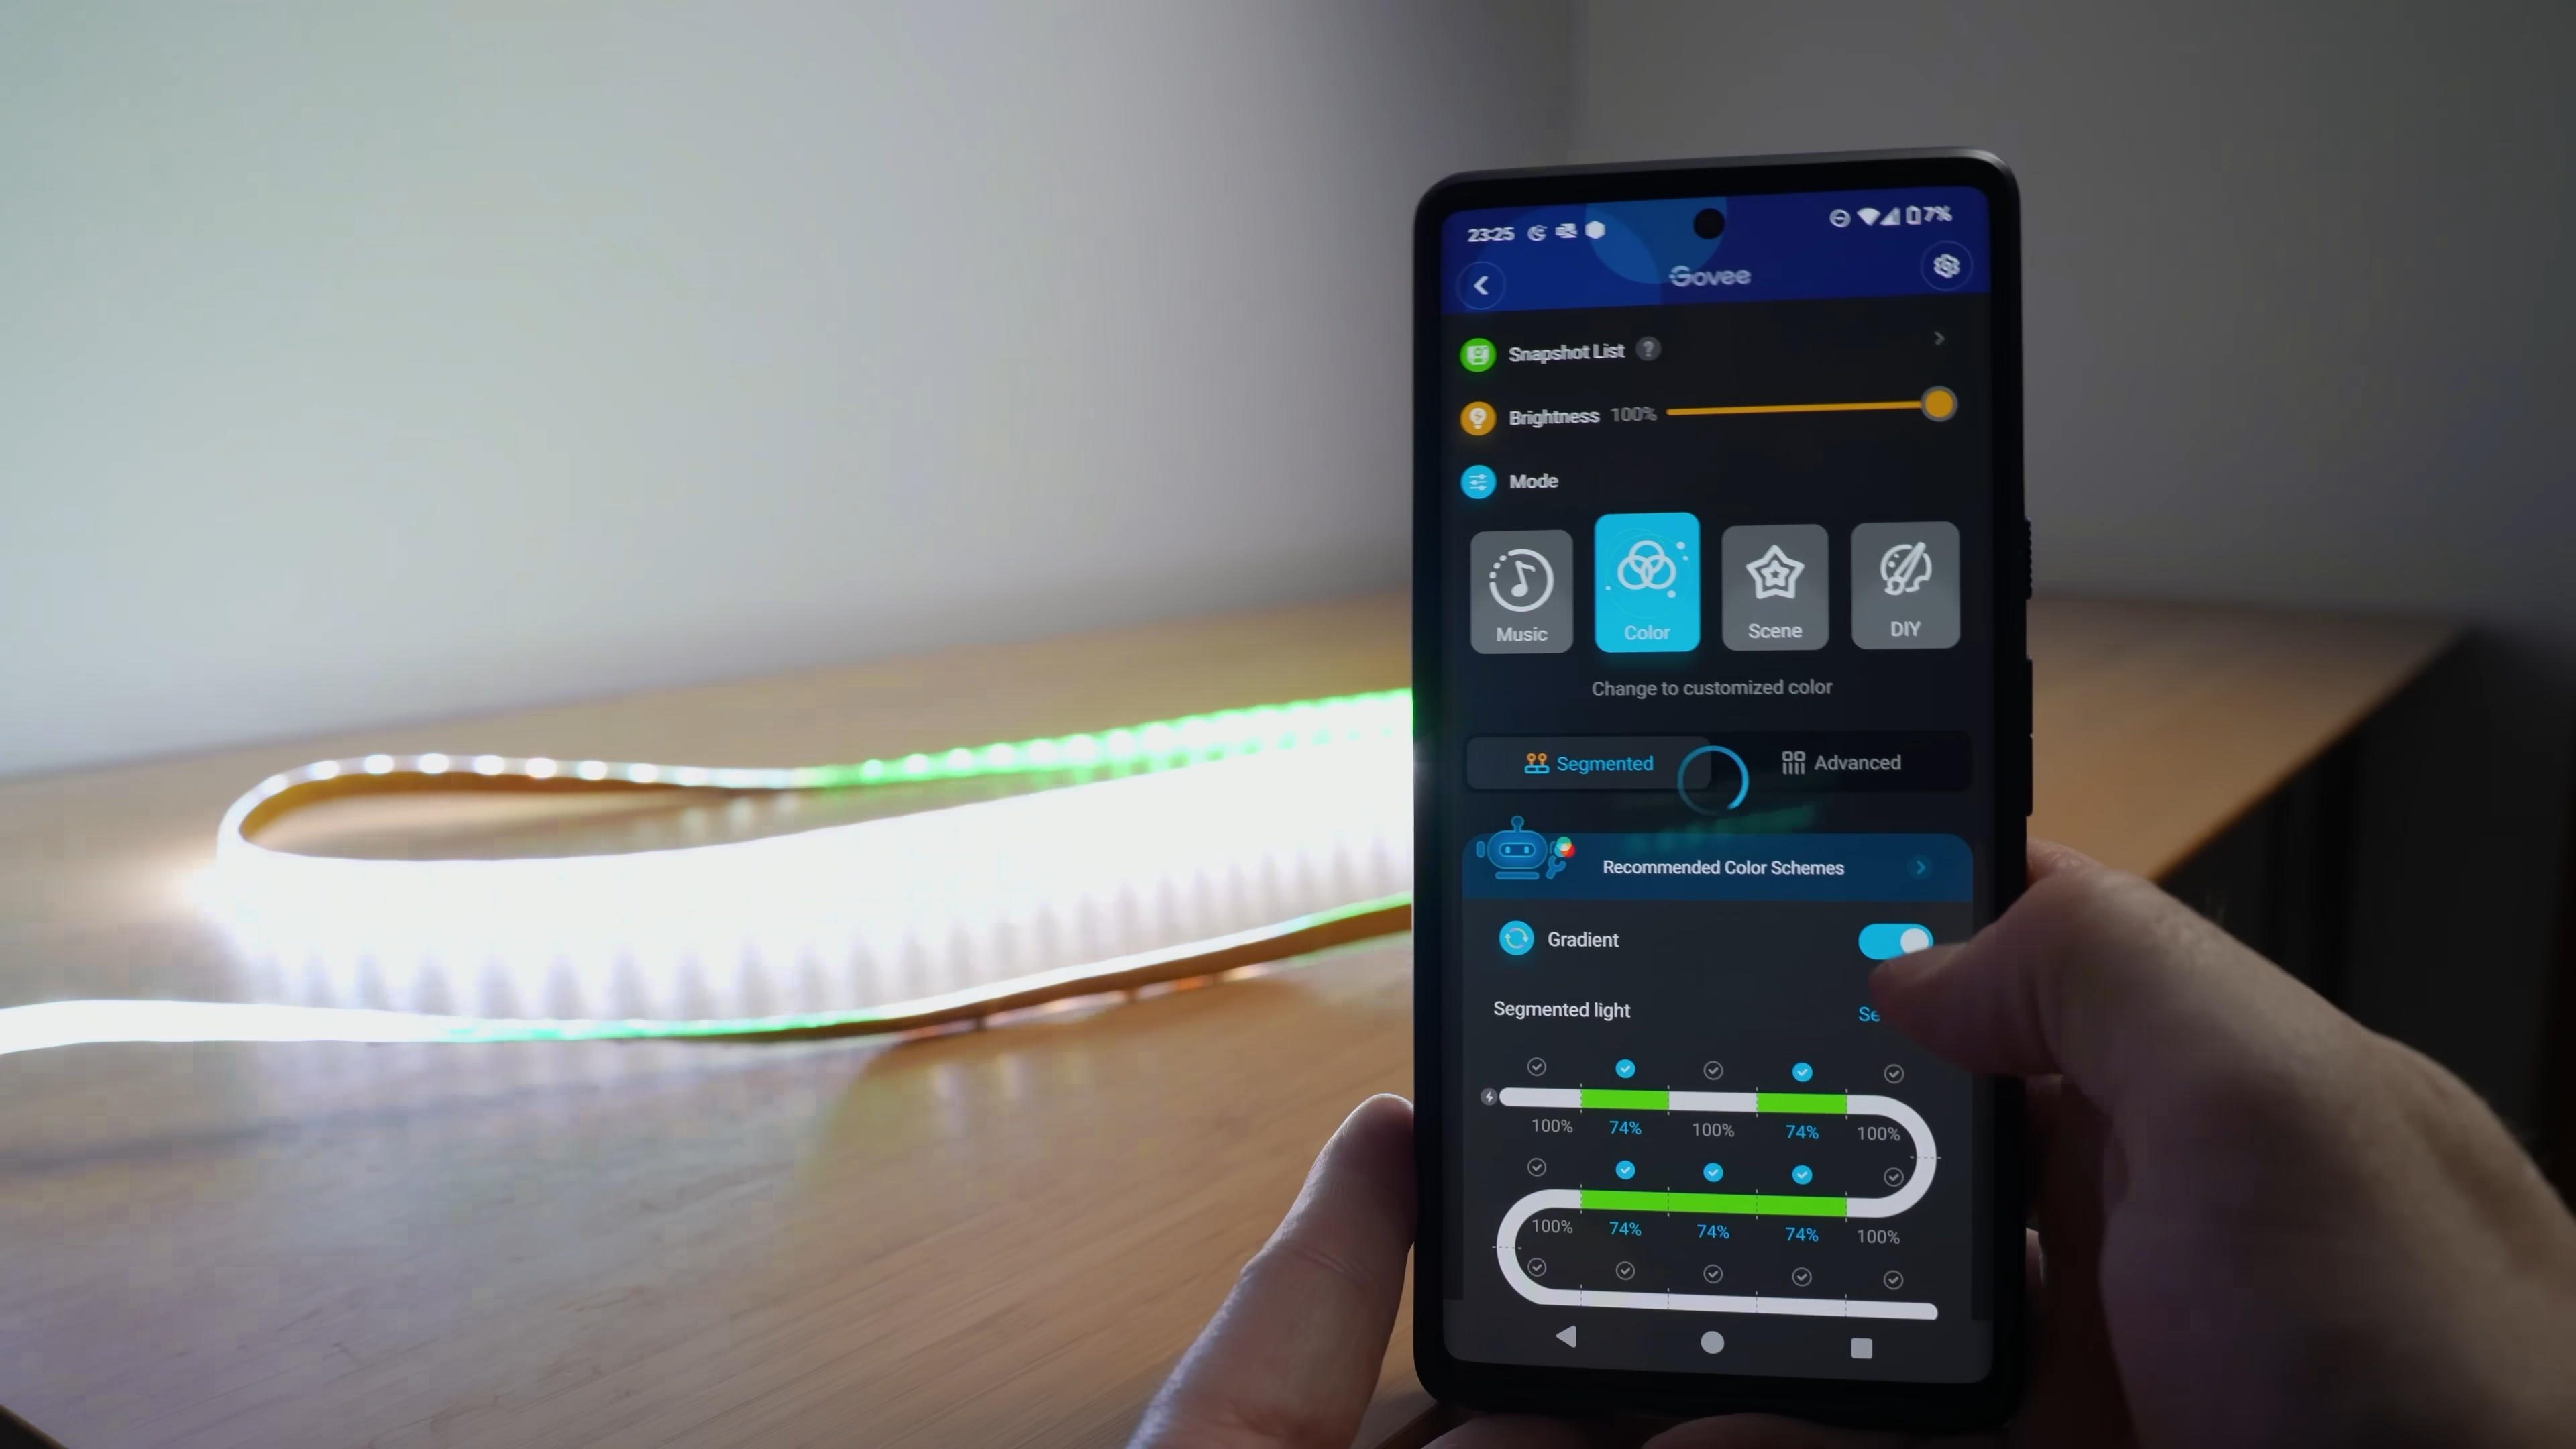 23:25 7%
Govee
Snapshot List ?
Brightness 100%
Mode
Music Color Scene DIY
Change to customized color
Segmented Advanced
Recommended Color Schemes
Gradient
Segmented light
100% 74% 100% 74% 100%
100% 74% 74% 74% 100%